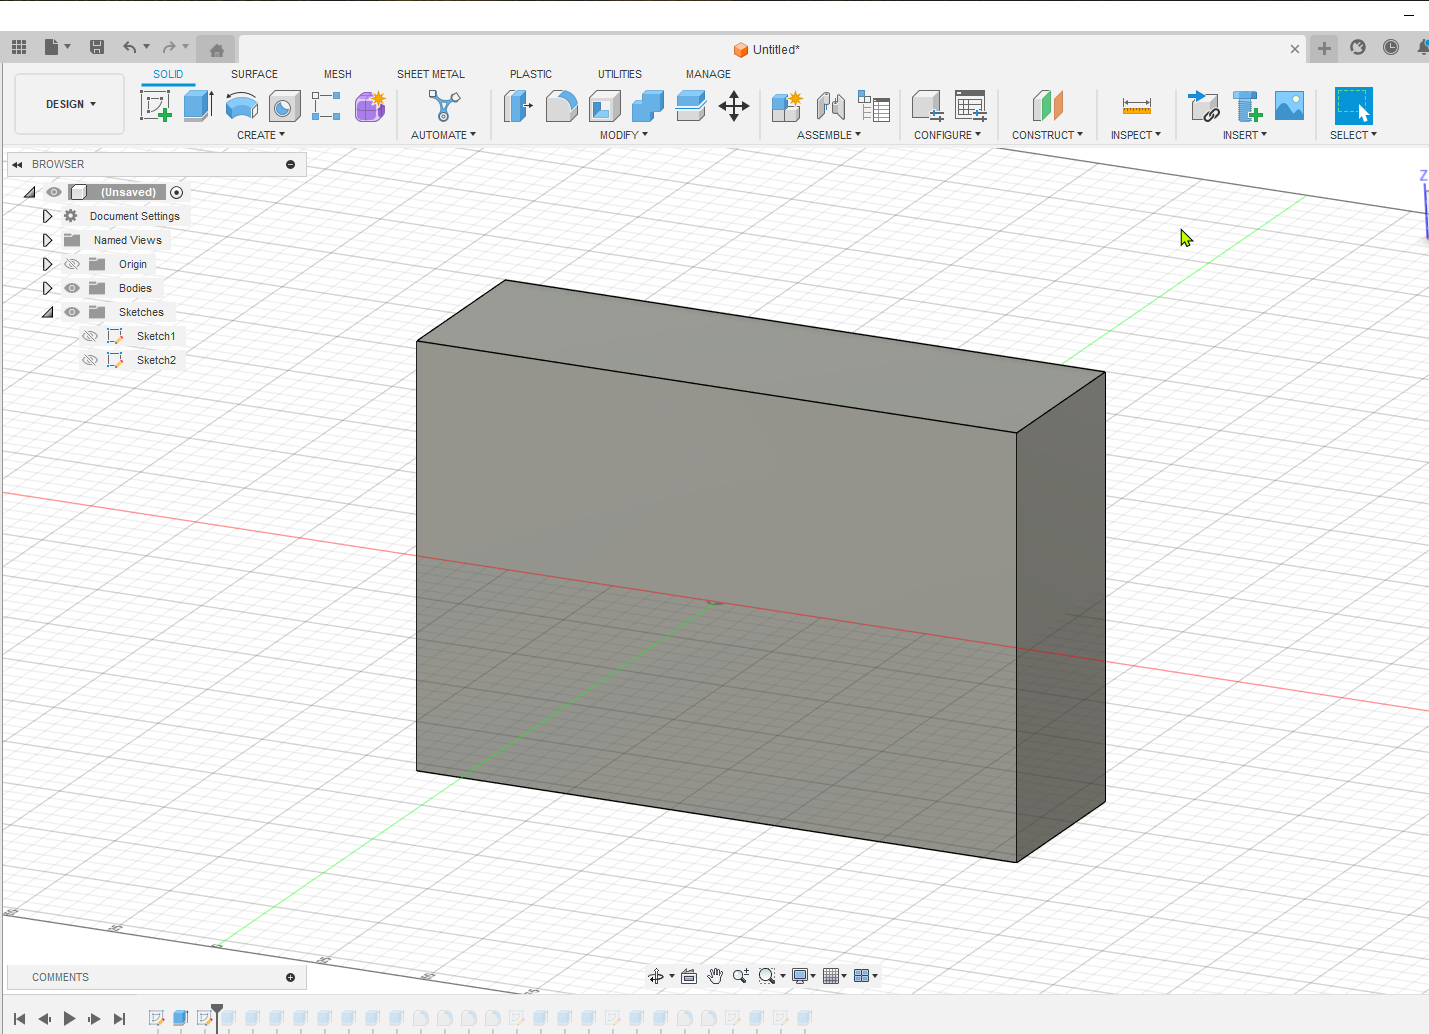 Untitled*
SOLID SURFACE MESH SHEET METAL PLASTIC UTILITIES MANAGE
DESIGN
CREATE AUTOMATE MODIFY ASSEMBLE CONFIGURE CONSTRUCT INSPECT INSERT SELECT
BROWSER
(Unsaved)
Document Settings
Named Views
Origin
Bodies
Sketches
Sketch1
Sketch2
Z
COMMENTS